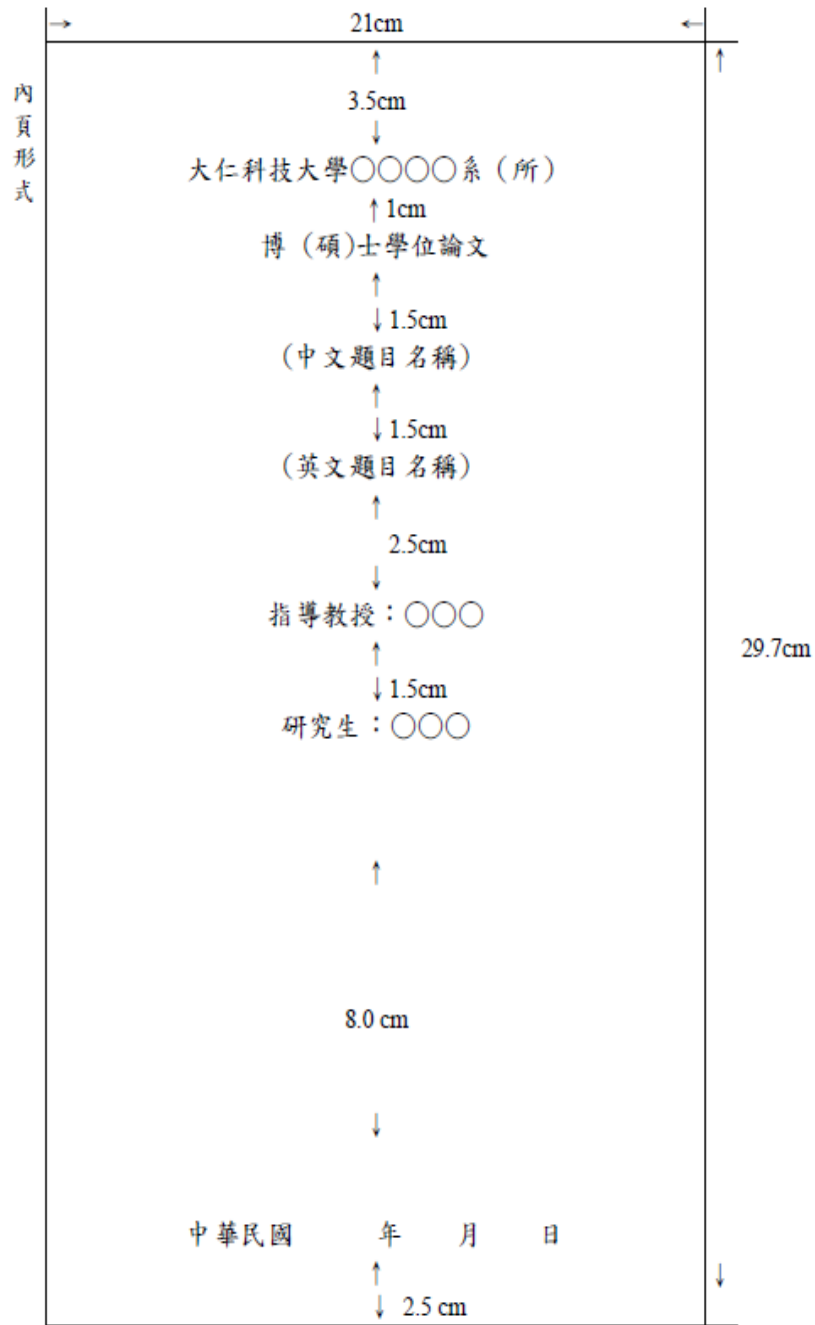 → 21cm ←
↑ ↑
內頁形式
3.5cm
↓
大仁科技大學○○○○系（所）
↑1cm
博（碩)士學位論文
↑
↓1.5cm
(中文題目名稱)
↑
↓1.5cm
(英文題目名稱)
↑
2.5cm
↓
指導教授：○○○
↑
29.7cm
↓1.5cm
研究生：○○○
↑
8.0 cm
↓
中華民國 年 月 日
↑ ↓
↓ 2.5 cm